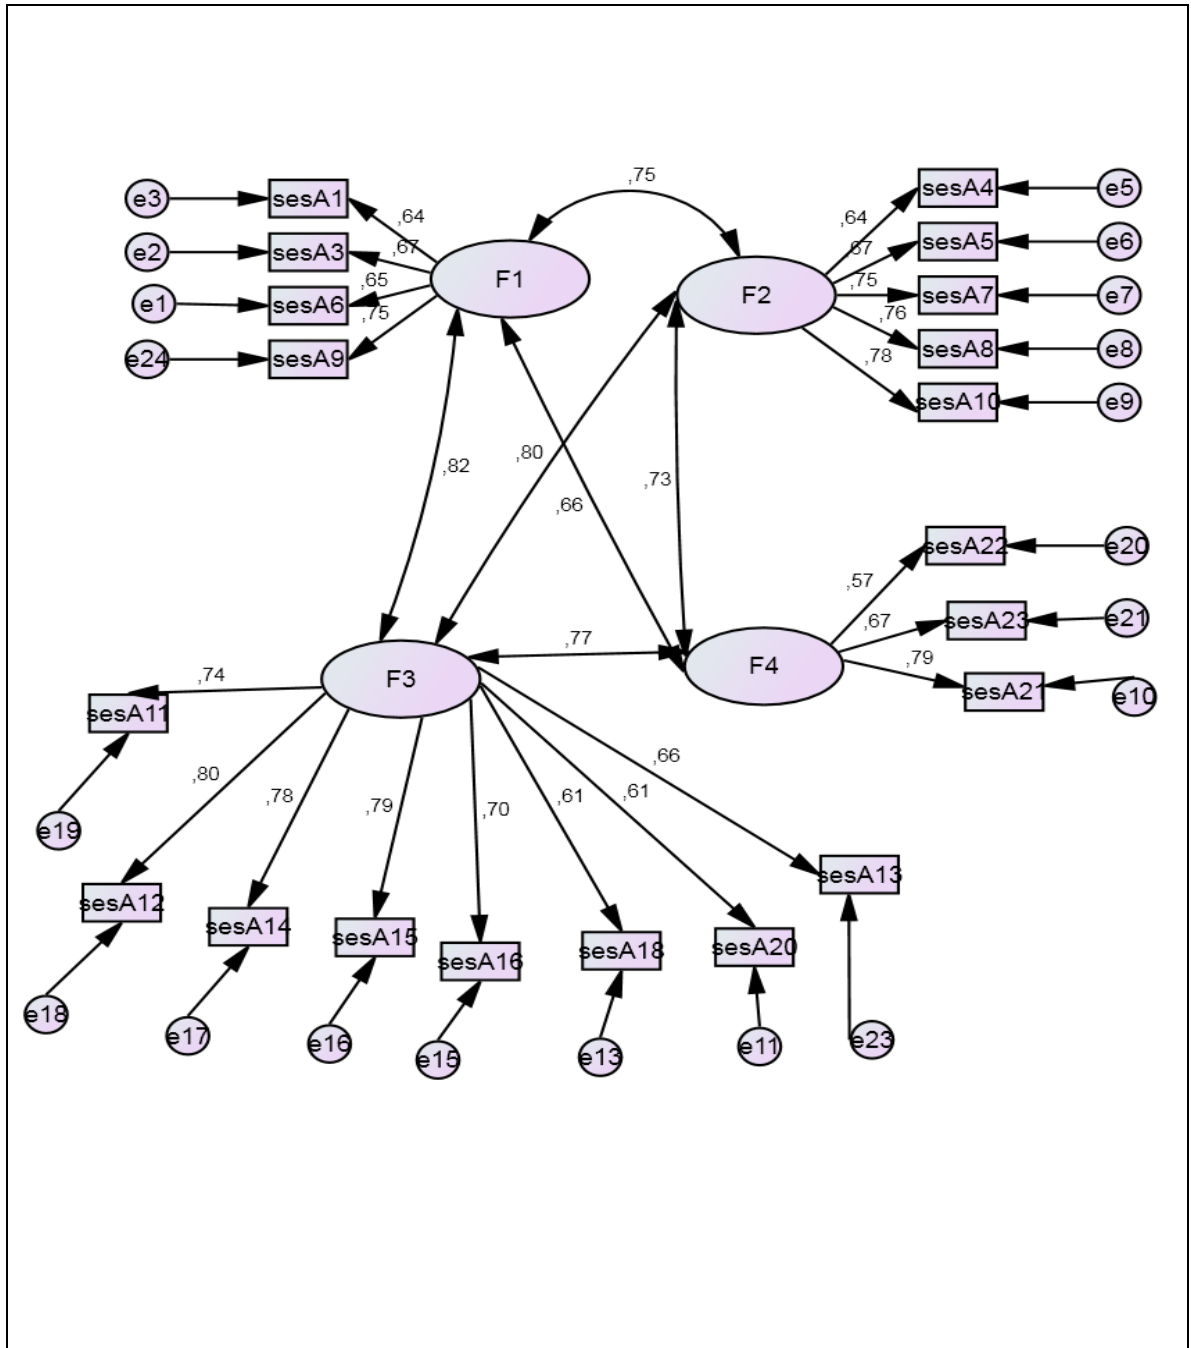 ,75
e3 sesA1 ,64
e2 sesA3 ,67
e1 sesA6 ,65
e24 sesA9 ,75
F1
F2
,64 sesA4 e5
,67 sesA5 e6
,75 sesA7 e7
,76 sesA8 e8
,78 sesA10 e9
,82
,80
,66
,73
,57 sesA22 e20
,67 sesA23 e21
,79 sesA21 e10
,77
F3
F4
,74
sesA11
e19
,80 ,78 ,79 ,70 ,61 ,61 ,66
sesA12 sesA14 sesA15 sesA16 sesA18 sesA20 sesA13
e18 e17 e16 e15 e13 e11 e23